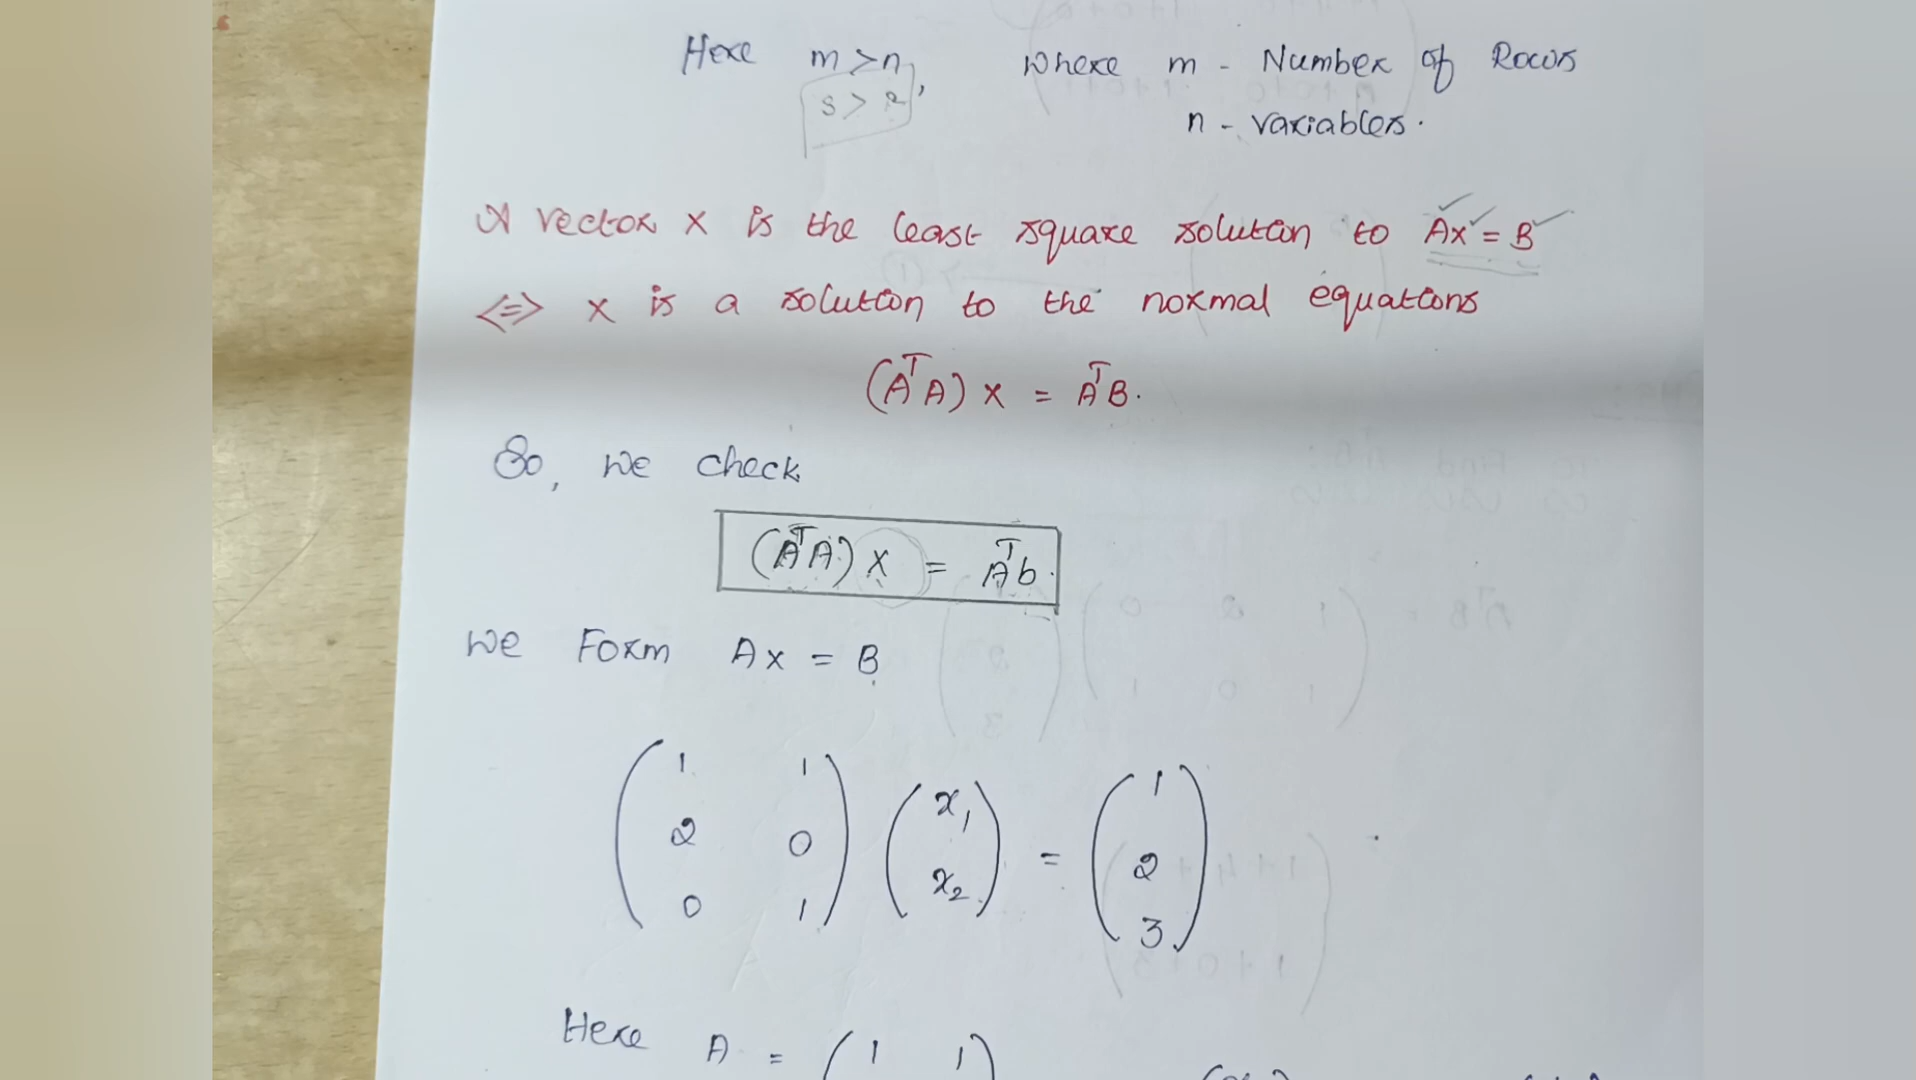 Here m > n, where m - Number of Rows
3 > 2
n - variables.
A vector x is the least square solution to Ax = B
<=> x is a solution to the normal equations
(AᵀA) x = AᵀB.
So, we check
(AᵀA) x = Aᵀb.
We Form Ax = B
1 1 x₁ = 1
2 0 x₂ 2
0 1 3
Here A = ( 1 1 )